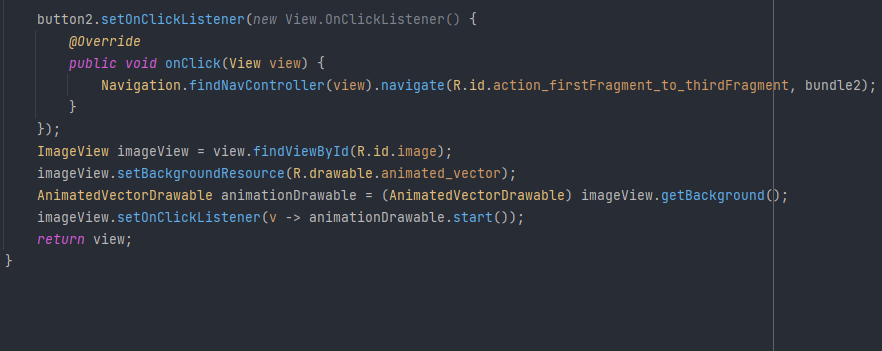 button2.setOnClickListener(new View.OnClickListener() {
@Override
public void onClick(View view) {
Navigation.findNavController(view).navigate(R.id.action_firstFragment_to_thirdFragment, bundle2);
}
});
ImageView imageView = view.findViewById(R.id.image);
imageView.setBackgroundResource(R.drawable.animated_vector);
AnimatedVectorDrawable animationDrawable = (AnimatedVectorDrawable) imageView.getBackground();
imageView.setOnClickListener(v -> animationDrawable.start());
return view;
}